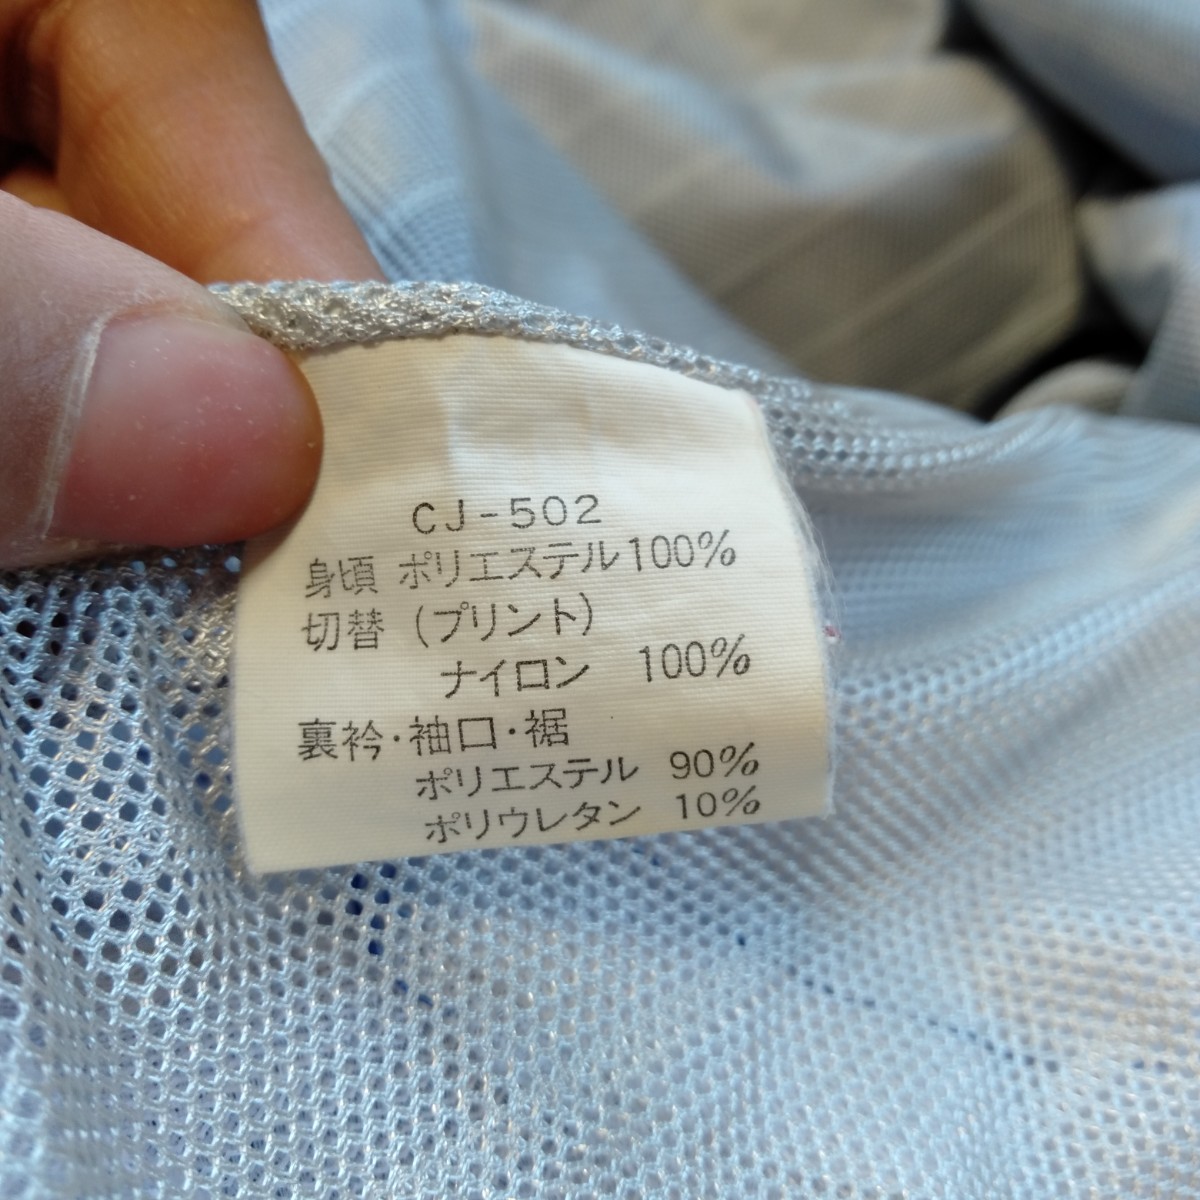 CJ-502
身頃 ポリエステル100%
切替 (プリント)
ナイロン 100%
裏衿・袖口・裾
ポリエステル 90%
ポリウレタン 10%